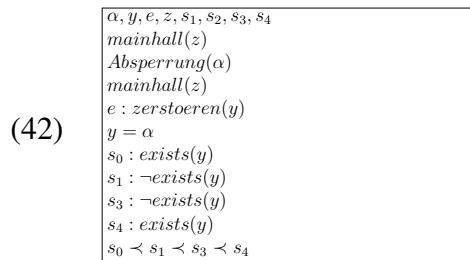 α, y, e, z, s₁, s₂, s₃, s₄
mainhall(z)
Absperrung(α)
mainhall(z)
e : zerstoeren(y)
(42)
y = α
s₀ : exists(y)
s₁ : ¬exists(y)
s₃ : ¬exists(y)
s₄ : exists(y)
s₀ ≺ s₁ ≺ s₃ ≺ s₄